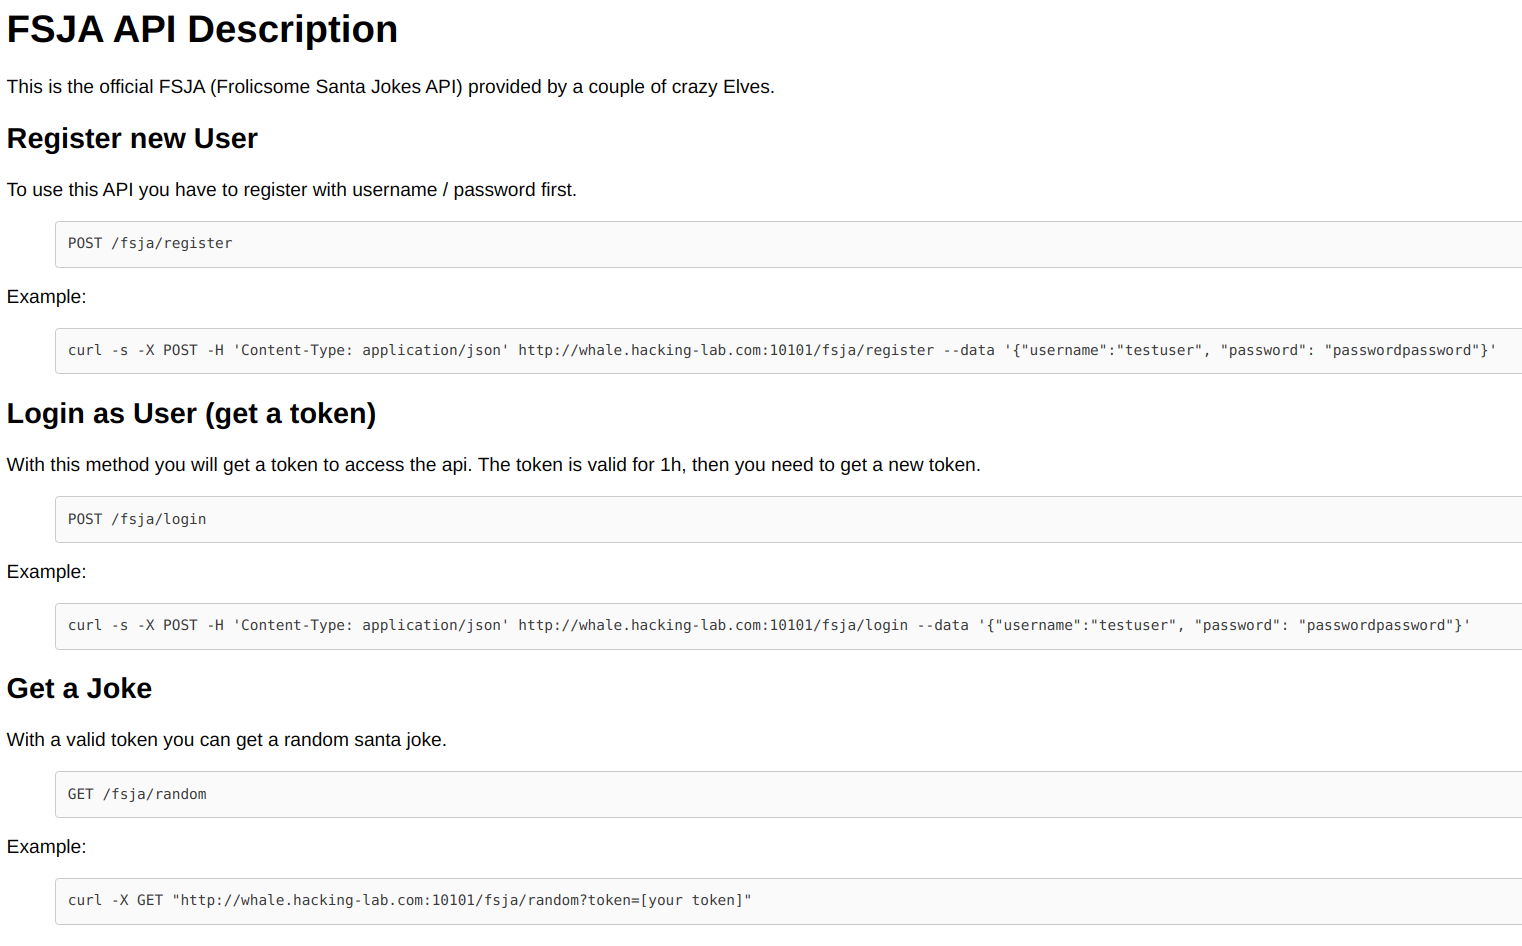 FSJA API Description
This is the official FSJA (Frolicsome Santa Jokes API) provided by a couple of crazy Elves.
Register new User
To use this API you have to register with username / password first.
POST /fsja/register
Example:
curl -s -X POST -H 'Content-Type: application/json' http://whale.hacking-lab.com:10101/fsja/register --data '{"username":"testuser", "password": "passwordpassword"}'
Login as User (get a token)
With this method you will get a token to access the api. The token is valid for 1h, then you need to get a new token.
POST /fsja/login
Example:
curl -s -X POST -H 'Content-Type: application/json' http://whale.hacking-lab.com:10101/fsja/login --data '{"username":"testuser", "password": "passwordpassword"}'
Get a Joke
With a valid token you can get a random santa joke.
GET /fsja/random
Example:
curl -X GET "http://whale.hacking-lab.com:10101/fsja/random?token=[your token]"